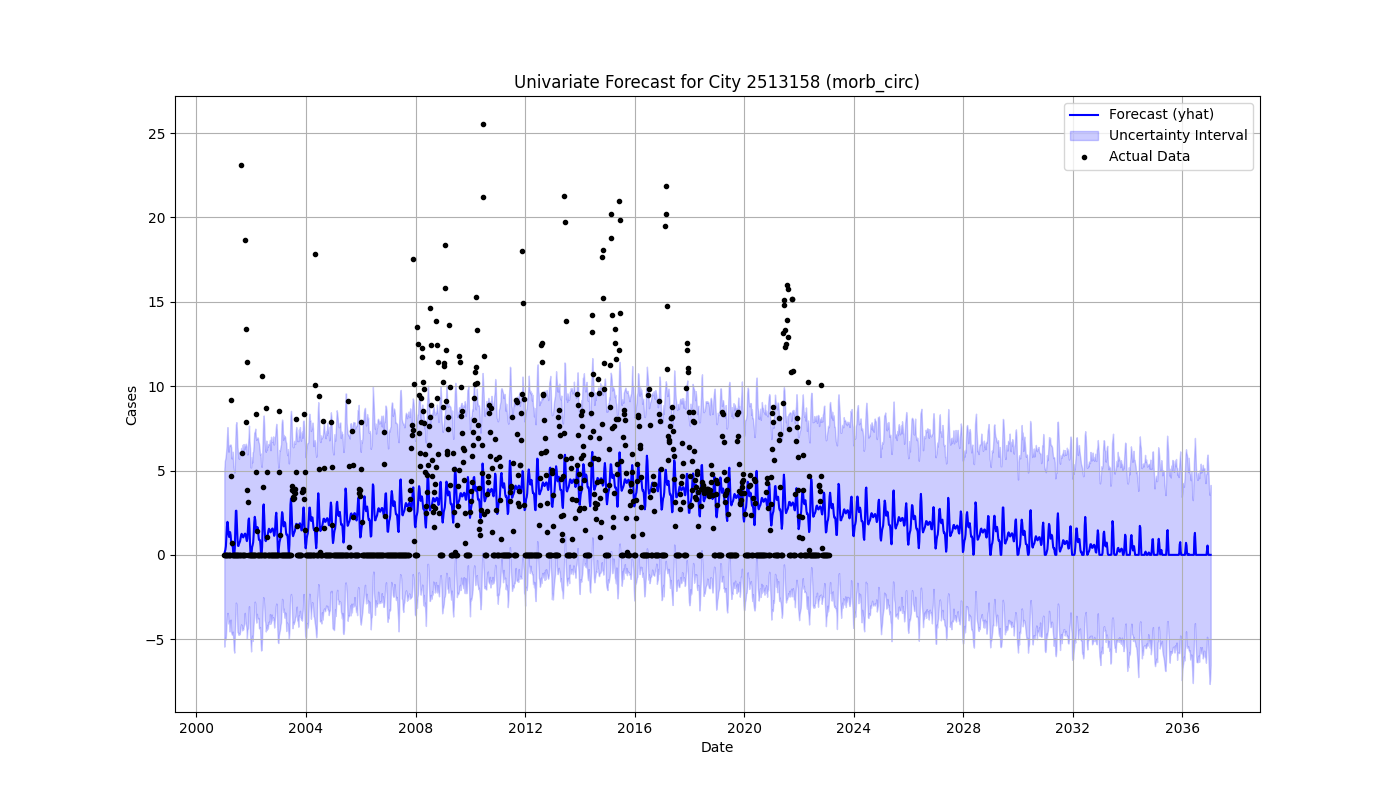 Univariate Forecast for City 2513158 (morb_circ)
Forecast (yhat)
Uncertainty Interval
Actual Data
25
20
15
10
5
0
−5
Cases
2000 2004 2008 2012 2016 2020 2024 2028 2032 2036
Date